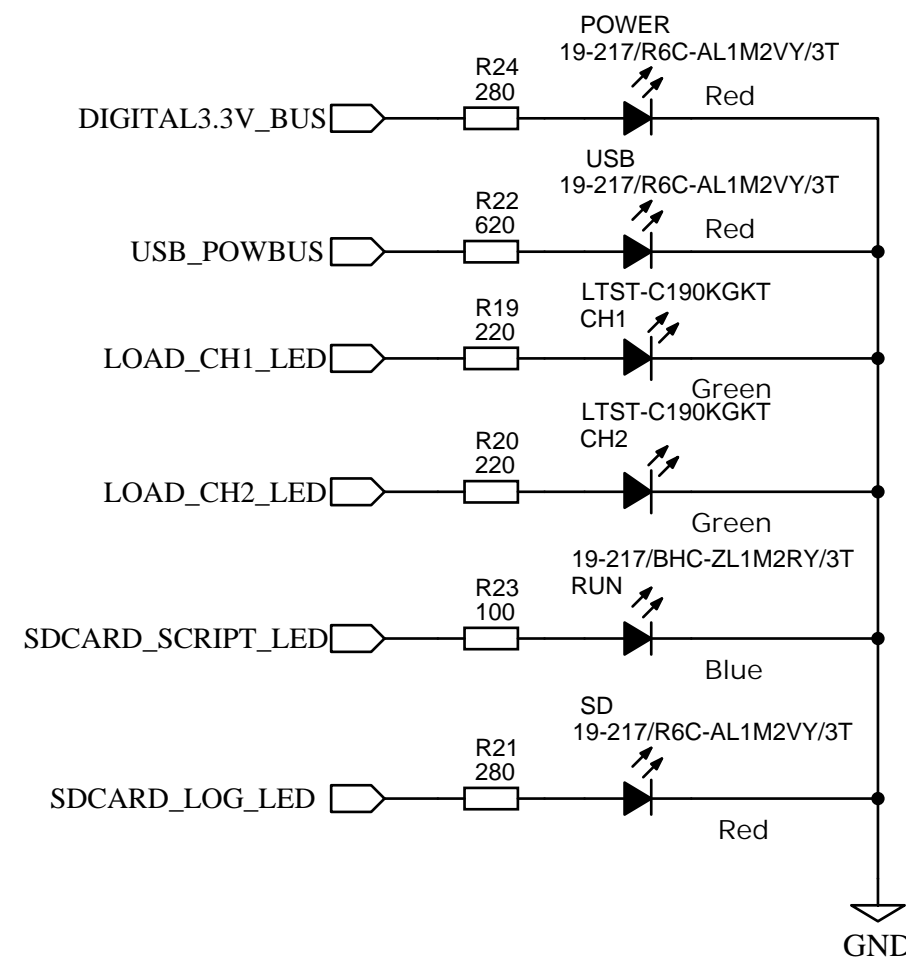 POWER
19-217/R6C-AL1M2VY/3T
R24
280
Red
DIGITAL3.3V_BUS
USB
19-217/R6C-AL1M2VY/3T
R22
620
Red
USB_POWBUS
LTST-C190KGKT
CH1
R19
220
LOAD_CH1_LED
Green
LTST-C190KGKT
CH2
R20
220
LOAD_CH2_LED
Green
19-217/BHC-ZL1M2RY/3T
RUN
R23
100
SDCARD_SCRIPT_LED
Blue
SD
19-217/R6C-AL1M2VY/3T
R21
280
SDCARD_LOG_LED
Red
GND